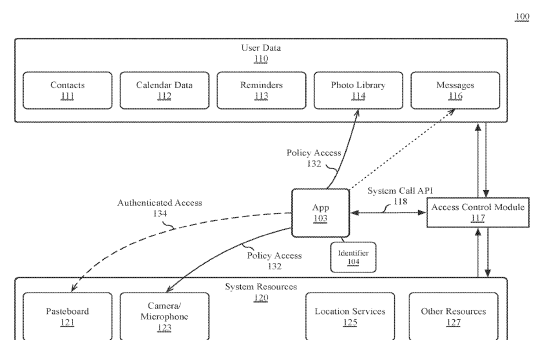 100
User Data
110
Contacts
111
Calendar Data
112
Reminders
113
Photo Library
114
Messages
116
Policy Access
132
System Call API
118
Authenticated Access
134
App
103
Access Control Module
117
Policy Access
132
Identifier
104
System Resources
120
Pasteboard
121
Camera/
Microphone
123
Location Services
125
Other Resources
127